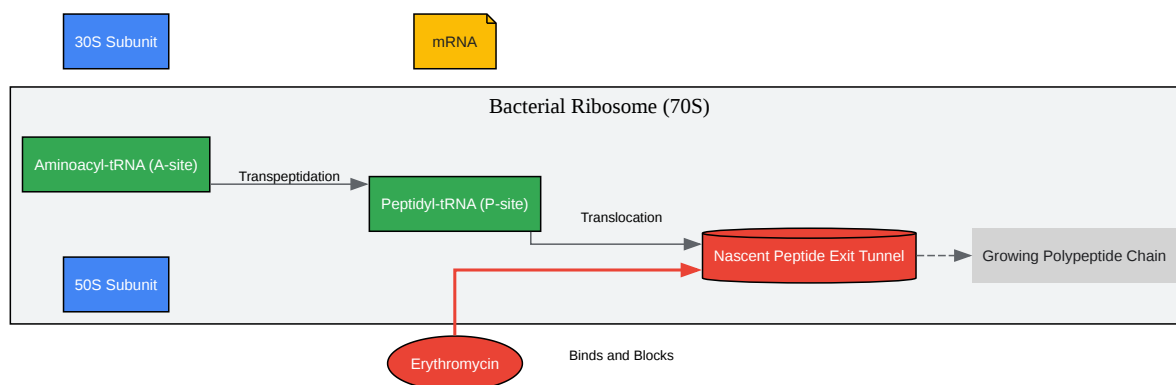 30S Subunit
mRNA
Bacterial Ribosome (70S)
Aminoacyl-tRNA (A-site)
Transpeptidation
Peptidyl-tRNA (P-site)
Translocation
Nascent Peptide Exit Tunnel
Growing Polypeptide Chain
50S Subunit
Erythromycin
Binds and Blocks